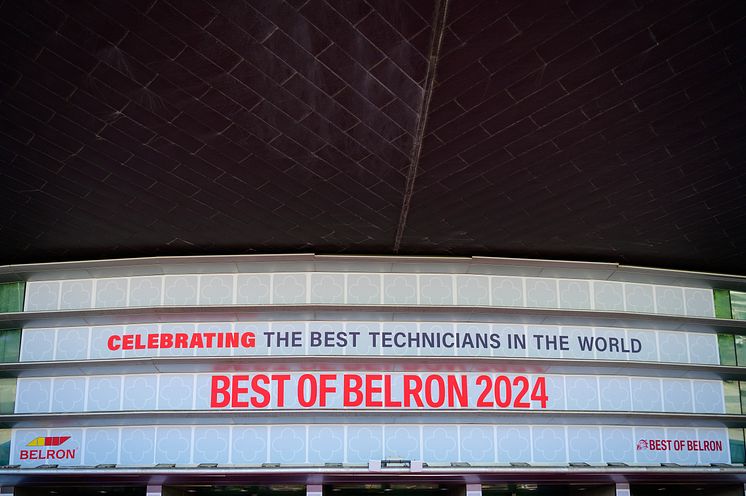 CELEBRATING THE BEST TECHNICIANS IN THE WORLD
BEST OF BELRON 2024
BELRON
BEST OF BELRON